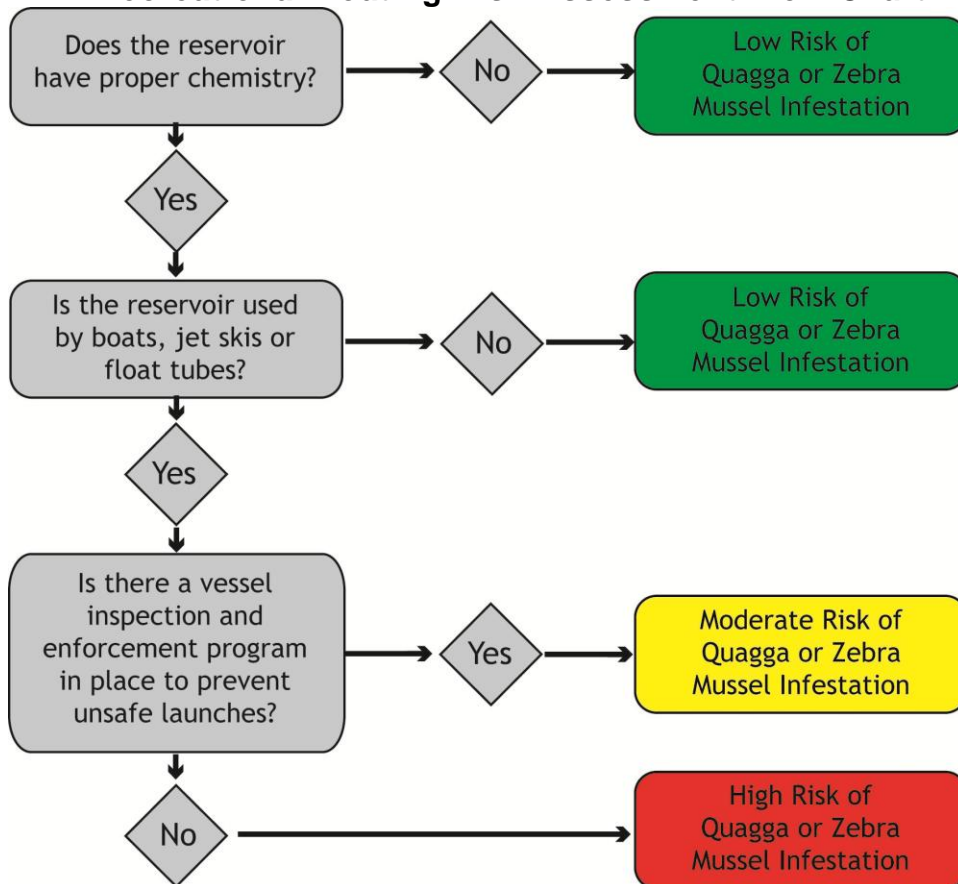 Does the reservoir
have proper chemistry?
No
Low Risk of
Quagga or Zebra
Mussel Infestation
Yes
Is the reservoir used
by boats, jet skis or
float tubes?
No
Low Risk of
Quagga or Zebra
Mussel Infestation
Yes
Is there a vessel
inspection and
enforcement program
in place to prevent
unsafe launches?
Yes
Moderate Risk of
Quagga or Zebra
Mussel Infestation
No
High Risk of
Quagga or Zebra
Mussel Infestation